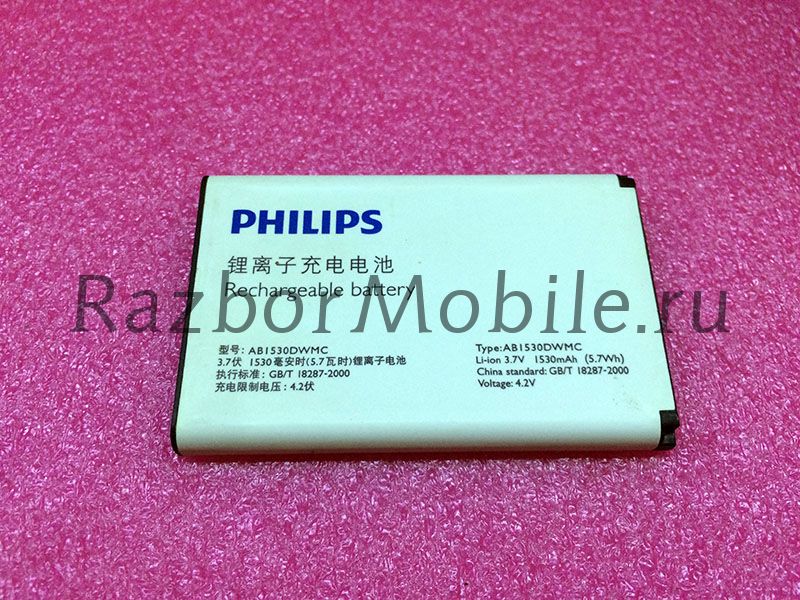 PHILIPS
锂离子充电电池
Rechargeable battery
RazborMobile.ru
型号: AB1530DWMC
3.7伏 1530毫安时(5.7瓦时)锂离子电池
执行标准: GB/T 18287-2000
充电限制电压: 4.2伏
Type:AB1530DWMC
Li-ion 3.7V 1530mAh (5.7Wh)
China standard: GB/T 18287-2000
Voltage: 4.2V